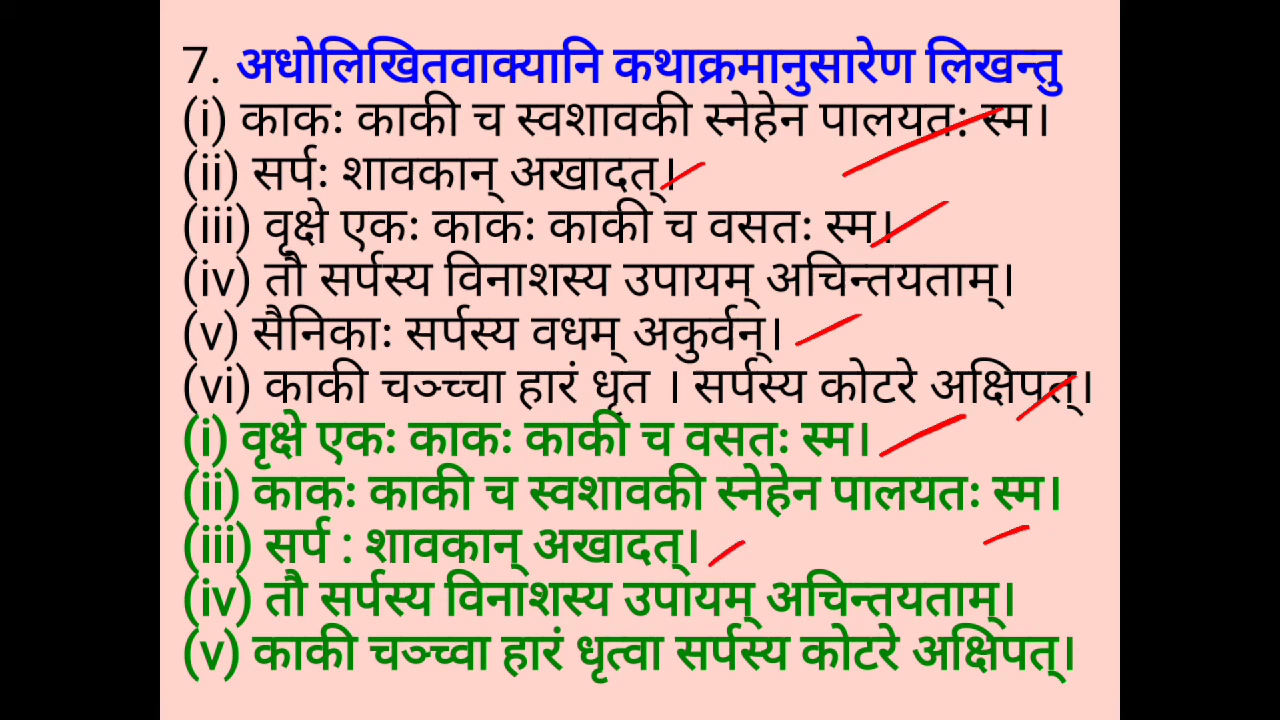 7. अधोलिखितवाक्यानि कथाक्रमानुसारेण लिखन्तु
(i) काकः काकी च स्वशावकी स्नेहेन पालयतः स्म।
(ii) सर्पः शावकान् अखादत्।
(iii) वृक्षे एकः काकः काकी च वसतः स्म।
(iv) तौ सर्पस्य विनाशस्य उपायम् अचिन्तयताम्।
(v) सैनिकाः सर्पस्य वधम् अकुर्वन्।
(vi) काकी चञ्च्चा हारं धृत । सर्पस्य कोटरे अक्षिपत्।
(i) वृक्षे एकः काकः काकी च वसतः स्म।
(ii) काकः काकी च स्वशावकी स्नेहेन पालयतः स्म।
(iii) सर्प : शावकान् अखादत्।
(iv) तौ सर्पस्य विनाशस्य उपायम् अचिन्तयताम्।
(v) काकी चञ्च्वा हारं धृत्वा सर्पस्य कोटरे अक्षिपत्।